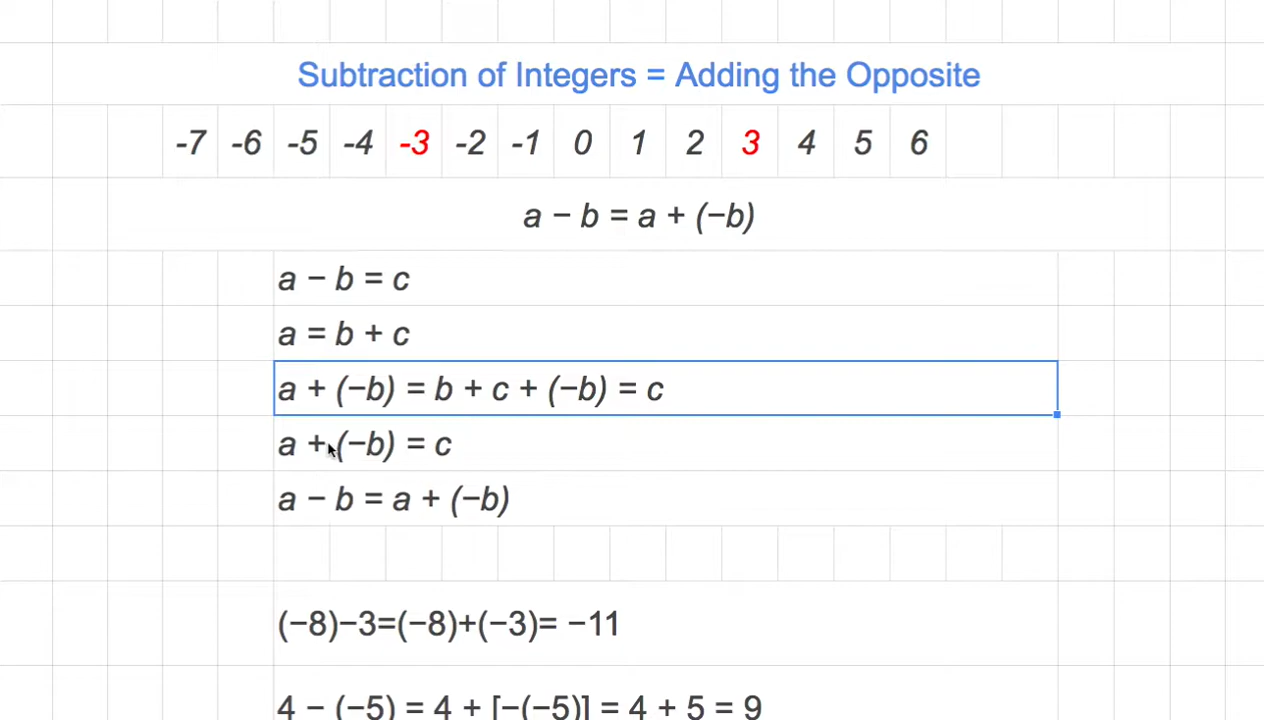 Subtraction of Integers = Adding the Opposite
-7 -6 -5 -4 -3 -2 -1 0 1 2 3 4 5 6
a − b = a + (−b)
a − b = c
a = b + c
a + (−b) = b + c + (−b) = c
a + (−b) = c
a − b = a + (−b)
(−8)−3=(−8)+(−3)= −11
4 − (−5) = 4 + [−(−5)] = 4 + 5 = 9